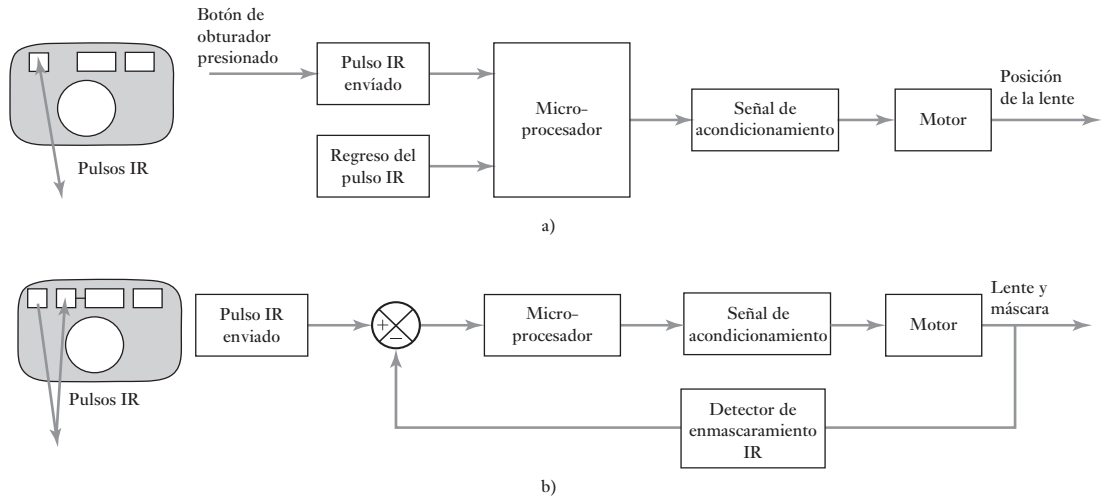 Botón de
obturador
presionado
Pulso IR
envíado
Regreso del
pulso IR
Micro-
procesador
Señal de
acondicionamiento
Motor
Posición
de la lente
Pulsos IR
a)
Pulso IR
enviado
+
−
Micro-
procesador
Señal de
acondicionamiento
Motor
Lente y
máscara
Pulsos IR
Detector de
enmascaramiento
IR
b)